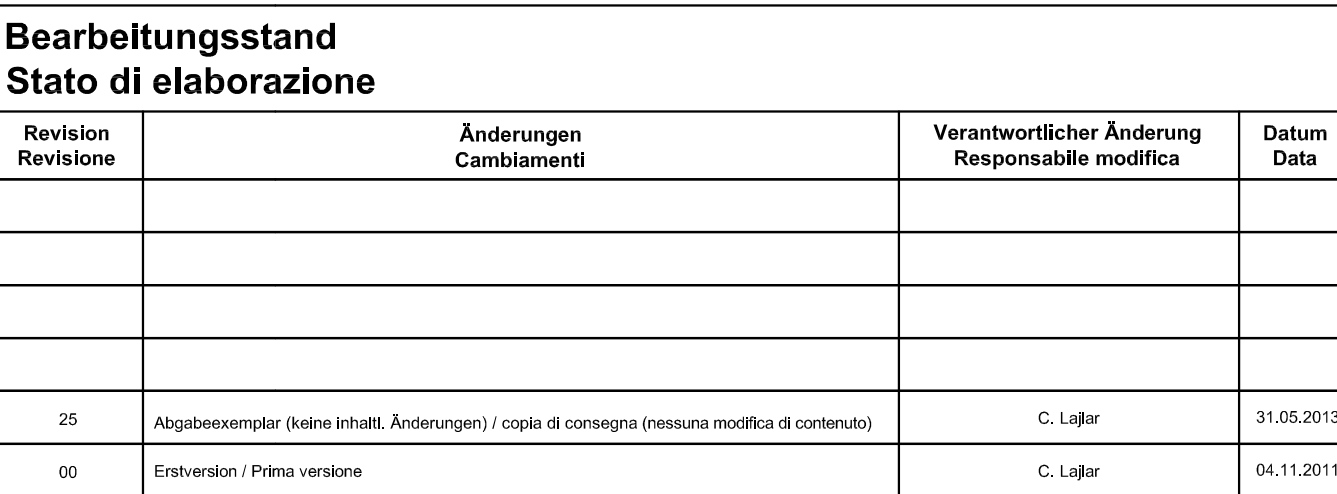 Bearbeitungsstand
Stato di elaborazione
Revision
Revisione
Änderungen
Cambiamenti
Verantwortlicher Änderung
Responsabile modifica
Datum
Data
25
Abgabeexemplar (keine inhaltl. Änderungen) / copia di consegna (nessuna modifica di contenuto)
C. Lajlar
31.05.2013
00
Erstversion / Prima versione
C. Lajlar
04.11.2011